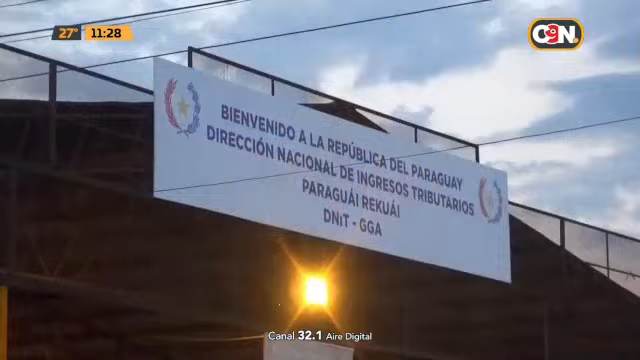 27° 11:28
C9N
BIENVENIDO A LA REPÚBLICA DEL PARAGUAY
DIRECCIÓN NACIONAL DE INGRESOS TRIBUTARIOS
PARAGUÁI REKUÁI
DNIT - GGA
Canal 32.1 Aire Digital